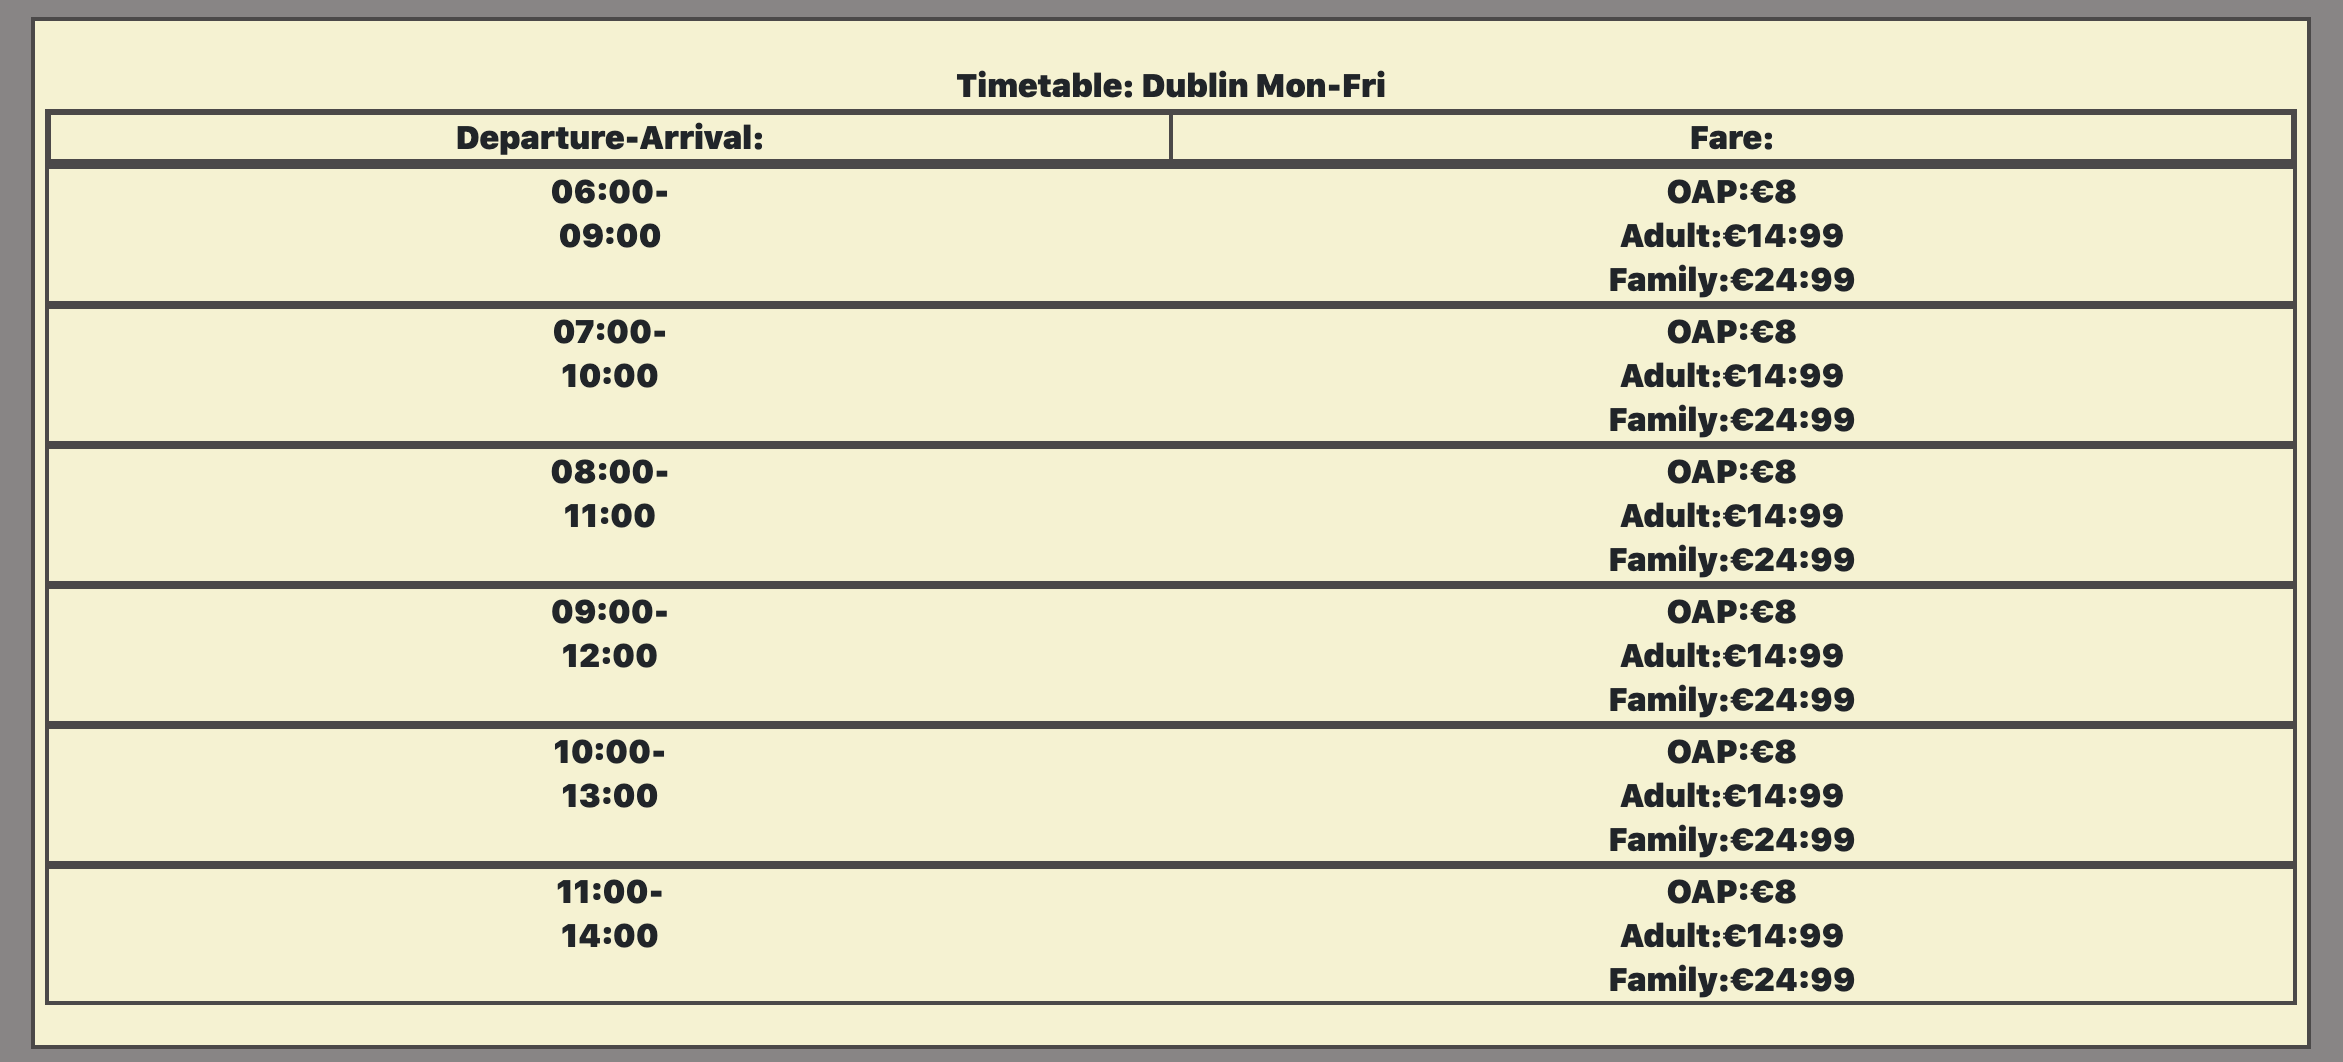 Timetable: Dublin Mon-Fri
Departure-Arrival: Fare:
06:00- OAP:€8
09:00 Adult:€14:99
Family:€24:99
07:00- OAP:€8
10:00 Adult:€14:99
Family:€24:99
08:00- OAP:€8
11:00 Adult:€14:99
Family:€24:99
09:00- OAP:€8
12:00 Adult:€14:99
Family:€24:99
10:00- OAP:€8
13:00 Adult:€14:99
Family:€24:99
11:00- OAP:€8
14:00 Adult:€14:99
Family:€24:99